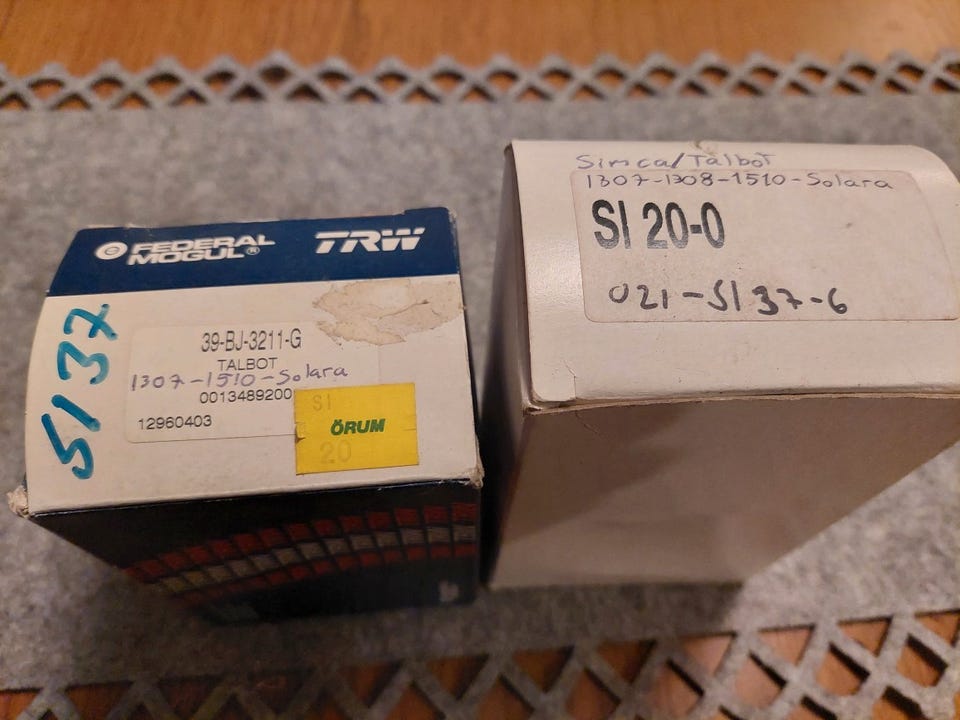 FEDERAL
MOGUL®
TRW
5137
39-BJ-3211-G
TALBOT
1307-1510-Solara
0013489200
12960403
SI
ÖRUM
20
Simca/Talbot
1307-1308-1510-Solara
SI 20-0
021-5137-6